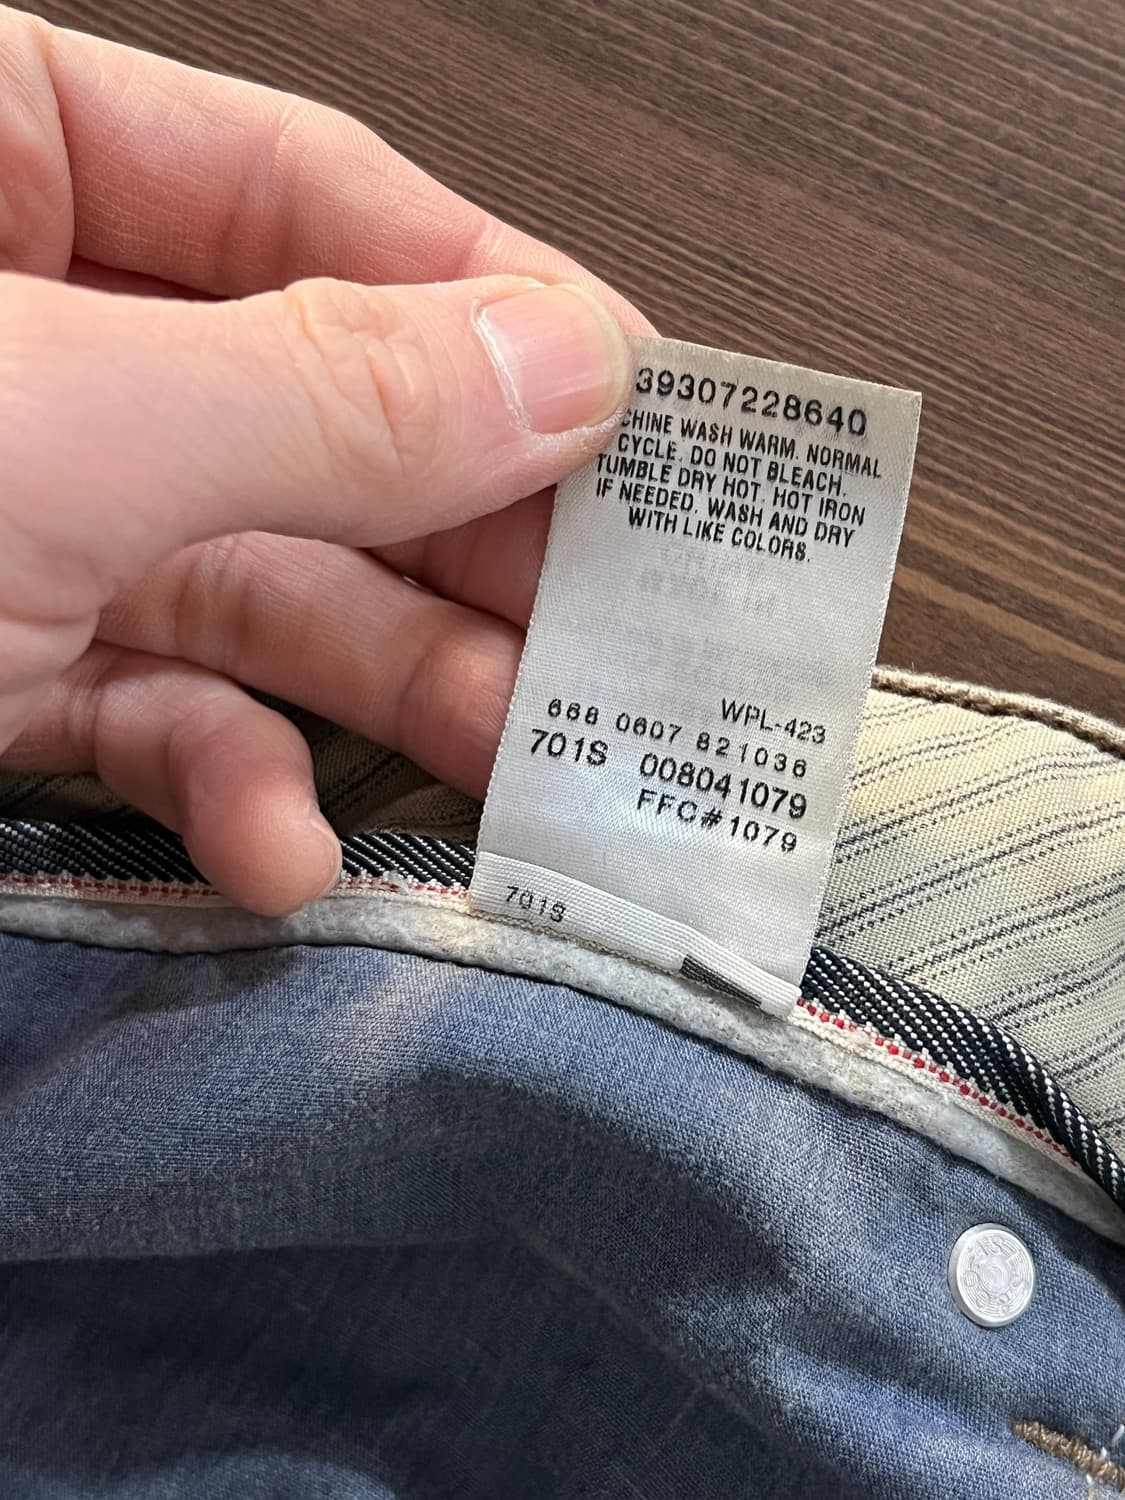 39307228640
CHINE WASH WARM. NORMAL
CYCLE. DO NOT BLEACH.
TUMBLE DRY HOT. HOT IRON
IF NEEDED. WASH AND DRY
WITH LIKE COLORS.
WPL-423
668 0607 821036
701S 008041079
FFC#1079
701S